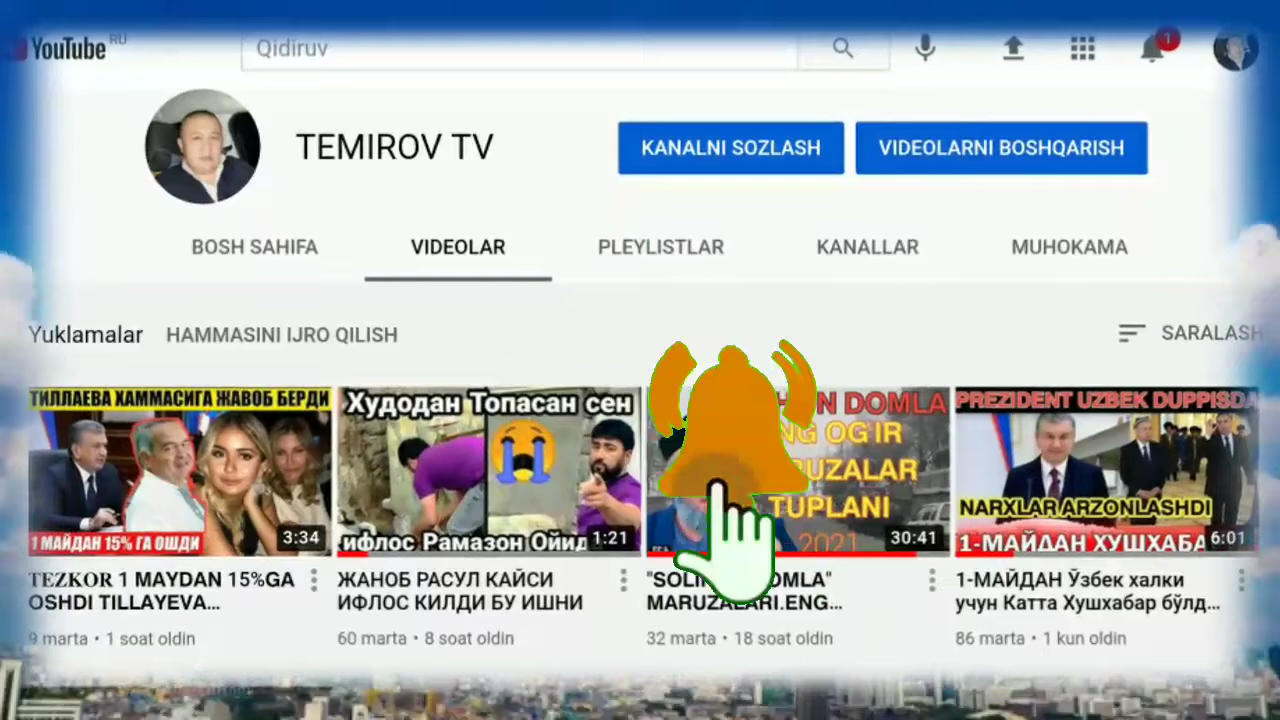 YouTube RU
Qidiruv
1
TEMIROV TV
KANALNI SOZLASH
VIDEOLARNI BOSHQARISH
BOSH SAHIFA
VIDEOLAR
PLEYLISTLAR
KANALLAR
MUHOKAMA
Yuklamalar
HAMMASINI IJRO QILISH
SARALASH
ТИЛЛАЕВА ХАММАСИГА ЖАВОБ БЕРДИ
1 МАЙДАН 15% ГА ОШДИ
3:34
Худодан Топасан сен
ифлос Рамазон Ойид
1:21
DOMLA
OG'IR
TUPLANI
2021
30:41
PREZIDENT UZBEK DUPPISDA
NARXLAR ARZONLASHDI
1-МАЙДАН ХУШХАБА
6:01
TEZKOR 1 MAYDAN 15%GA
OSHDI TILLAYEVA...
9 marta • 1 soat oldin
ЖАНОБ РАСУЛ КАЙСИ
ИФЛОС КИЛДИ БУ ИШНИ
60 marta • 8 soat oldin
MARUZALARI.ENG...
32 marta • 18 soat oldin
1-МАЙДАН Ўзбек халки
учун Катта Хушхабар бўлд...
86 marta • 1 kun oldin